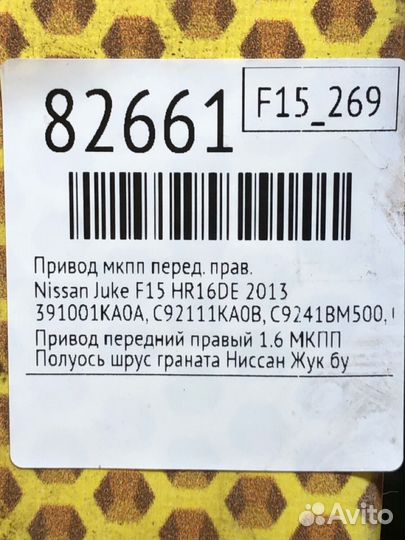 82661
F15_269
Привод мкпп перед. прав.
Nissan Juke F15 HR16DE 2013
391001KA0A, C92111KA0B, C9241BM500,
Привод передний правый 1.6 МКПП
Полуось шрус граната Ниссан Жук бу
Avito